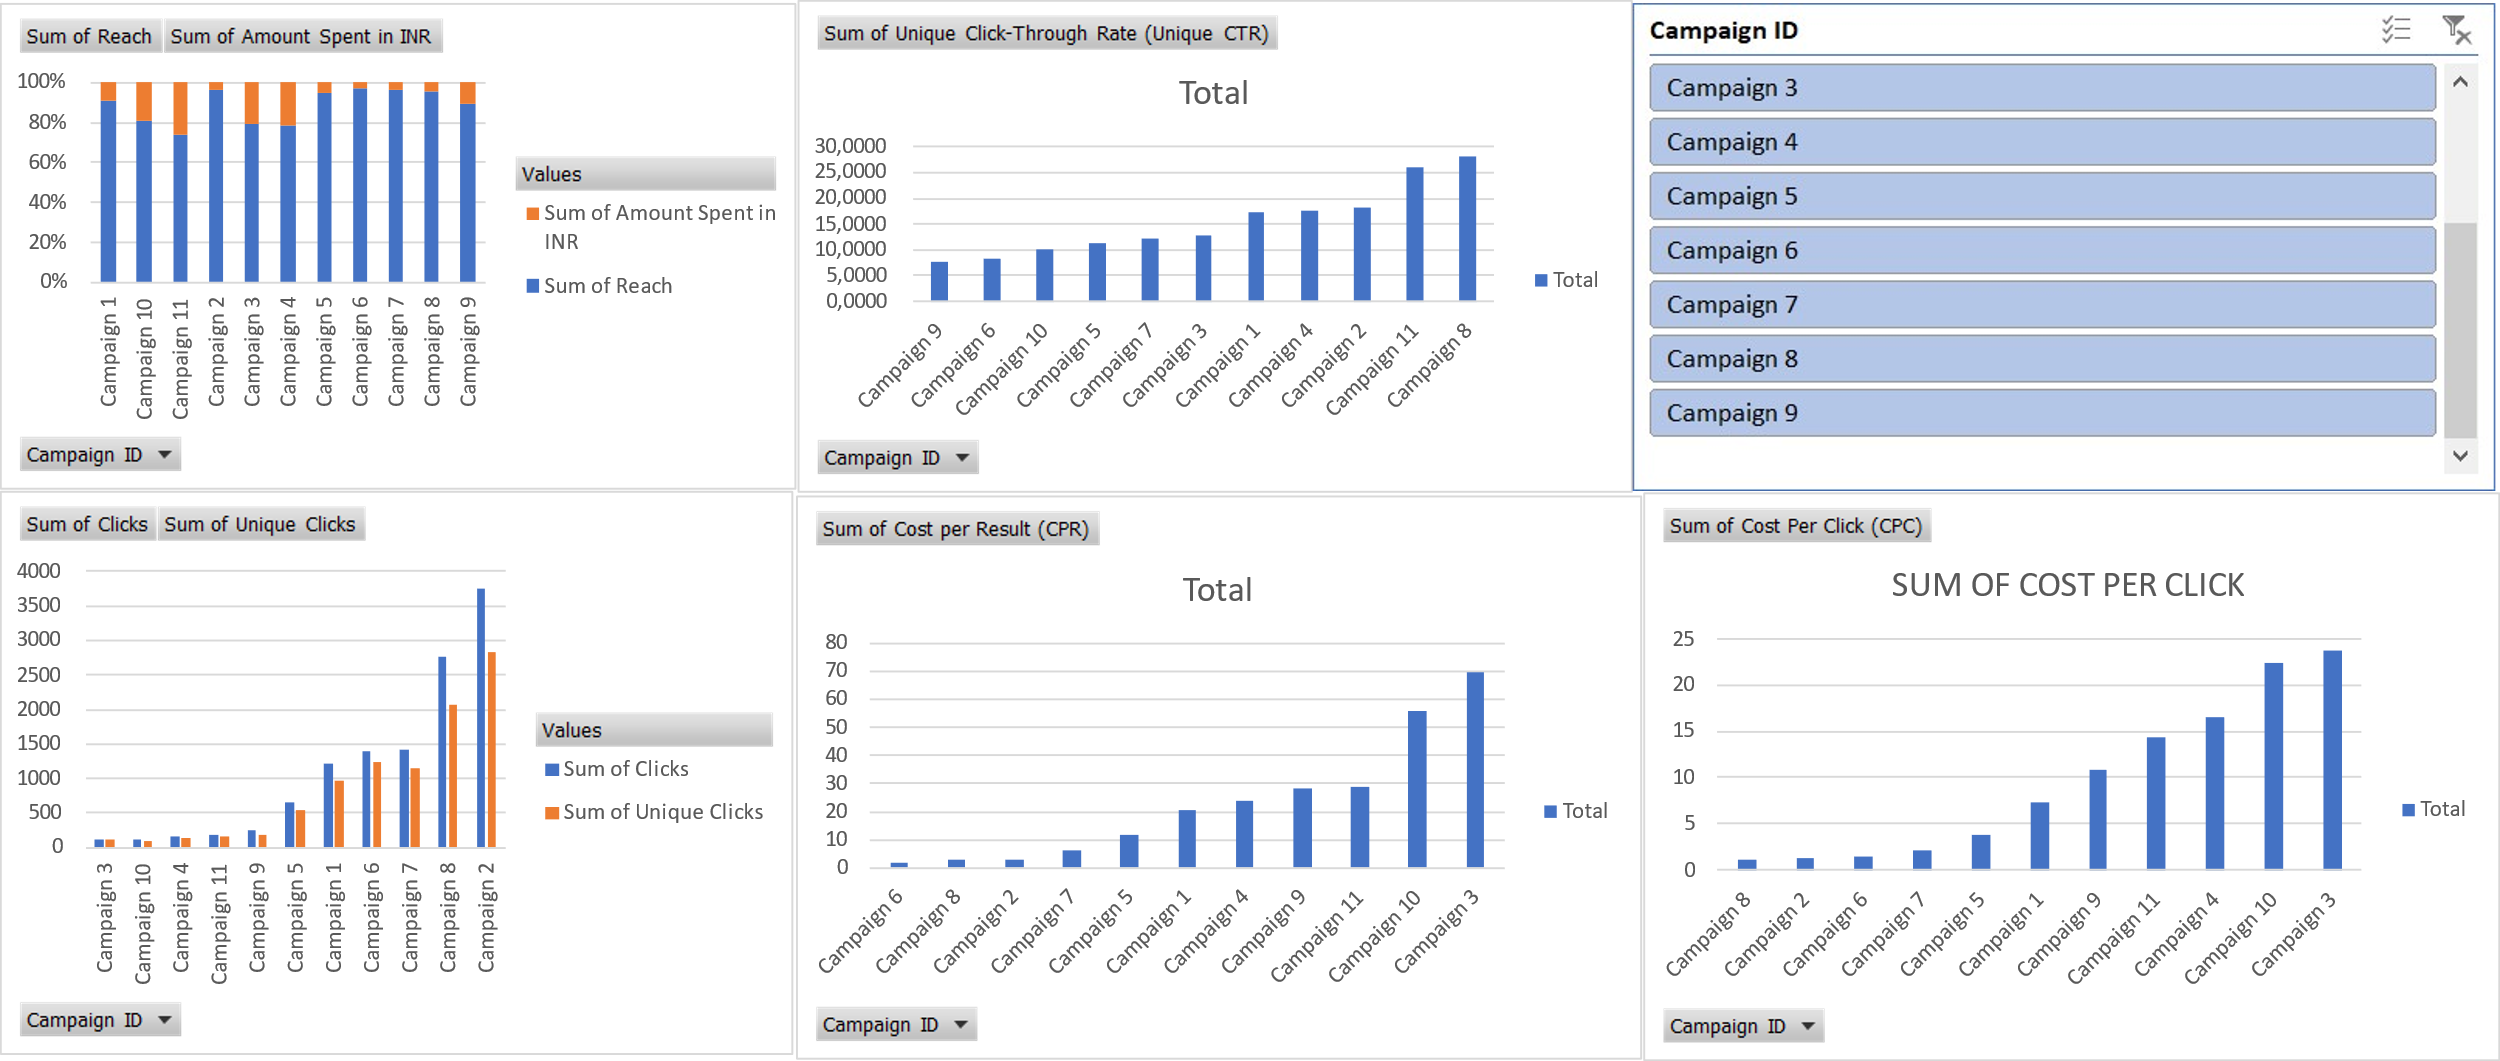 Sum of Reach
Sum of Amount Spent in INR
100%
80%
60%
40%
20%
0%
Campaign 1
Campaign 10
Campaign 11
Campaign 2
Campaign 3
Campaign 4
Campaign 5
Campaign 6
Campaign 7
Campaign 8
Campaign 9
Values
Sum of Amount Spent in
INR
Sum of Reach
Campaign ID
Sum of Unique Click-Through Rate (Unique CTR)
Total
30,0000
25,0000
20,0000
15,0000
10,0000
5,0000
0,0000
Campaign 9
Campaign 6
Campaign 10
Campaign 5
Campaign 7
Campaign 3
Campaign 1
Campaign 4
Campaign 2
Campaign 11
Campaign 8
Total
Campaign ID
Campaign ID
Campaign 3
Campaign 4
Campaign 5
Campaign 6
Campaign 7
Campaign 8
Campaign 9
Sum of Clicks
Sum of Unique Clicks
4000
3500
3000
2500
2000
1500
1000
500
0
Campaign 3
Campaign 10
Campaign 4
Campaign 11
Campaign 9
Campaign 5
Campaign 1
Campaign 6
Campaign 7
Campaign 8
Campaign 2
Values
Sum of Clicks
Sum of Unique Clicks
Campaign ID
Sum of Cost per Result (CPR)
Total
80
70
60
50
40
30
20
10
0
Campaign 6
Campaign 8
Campaign 2
Campaign 7
Campaign 5
Campaign 1
Campaign 4
Campaign 9
Campaign 11
Campaign 10
Campaign 3
Total
Campaign ID
Sum of Cost Per Click (CPC)
SUM OF COST PER CLICK
25
20
15
10
5
0
Campaign 8
Campaign 2
Campaign 6
Campaign 7
Campaign 5
Campaign 1
Campaign 9
Campaign 11
Campaign 4
Campaign 10
Campaign 3
Total
Campaign ID